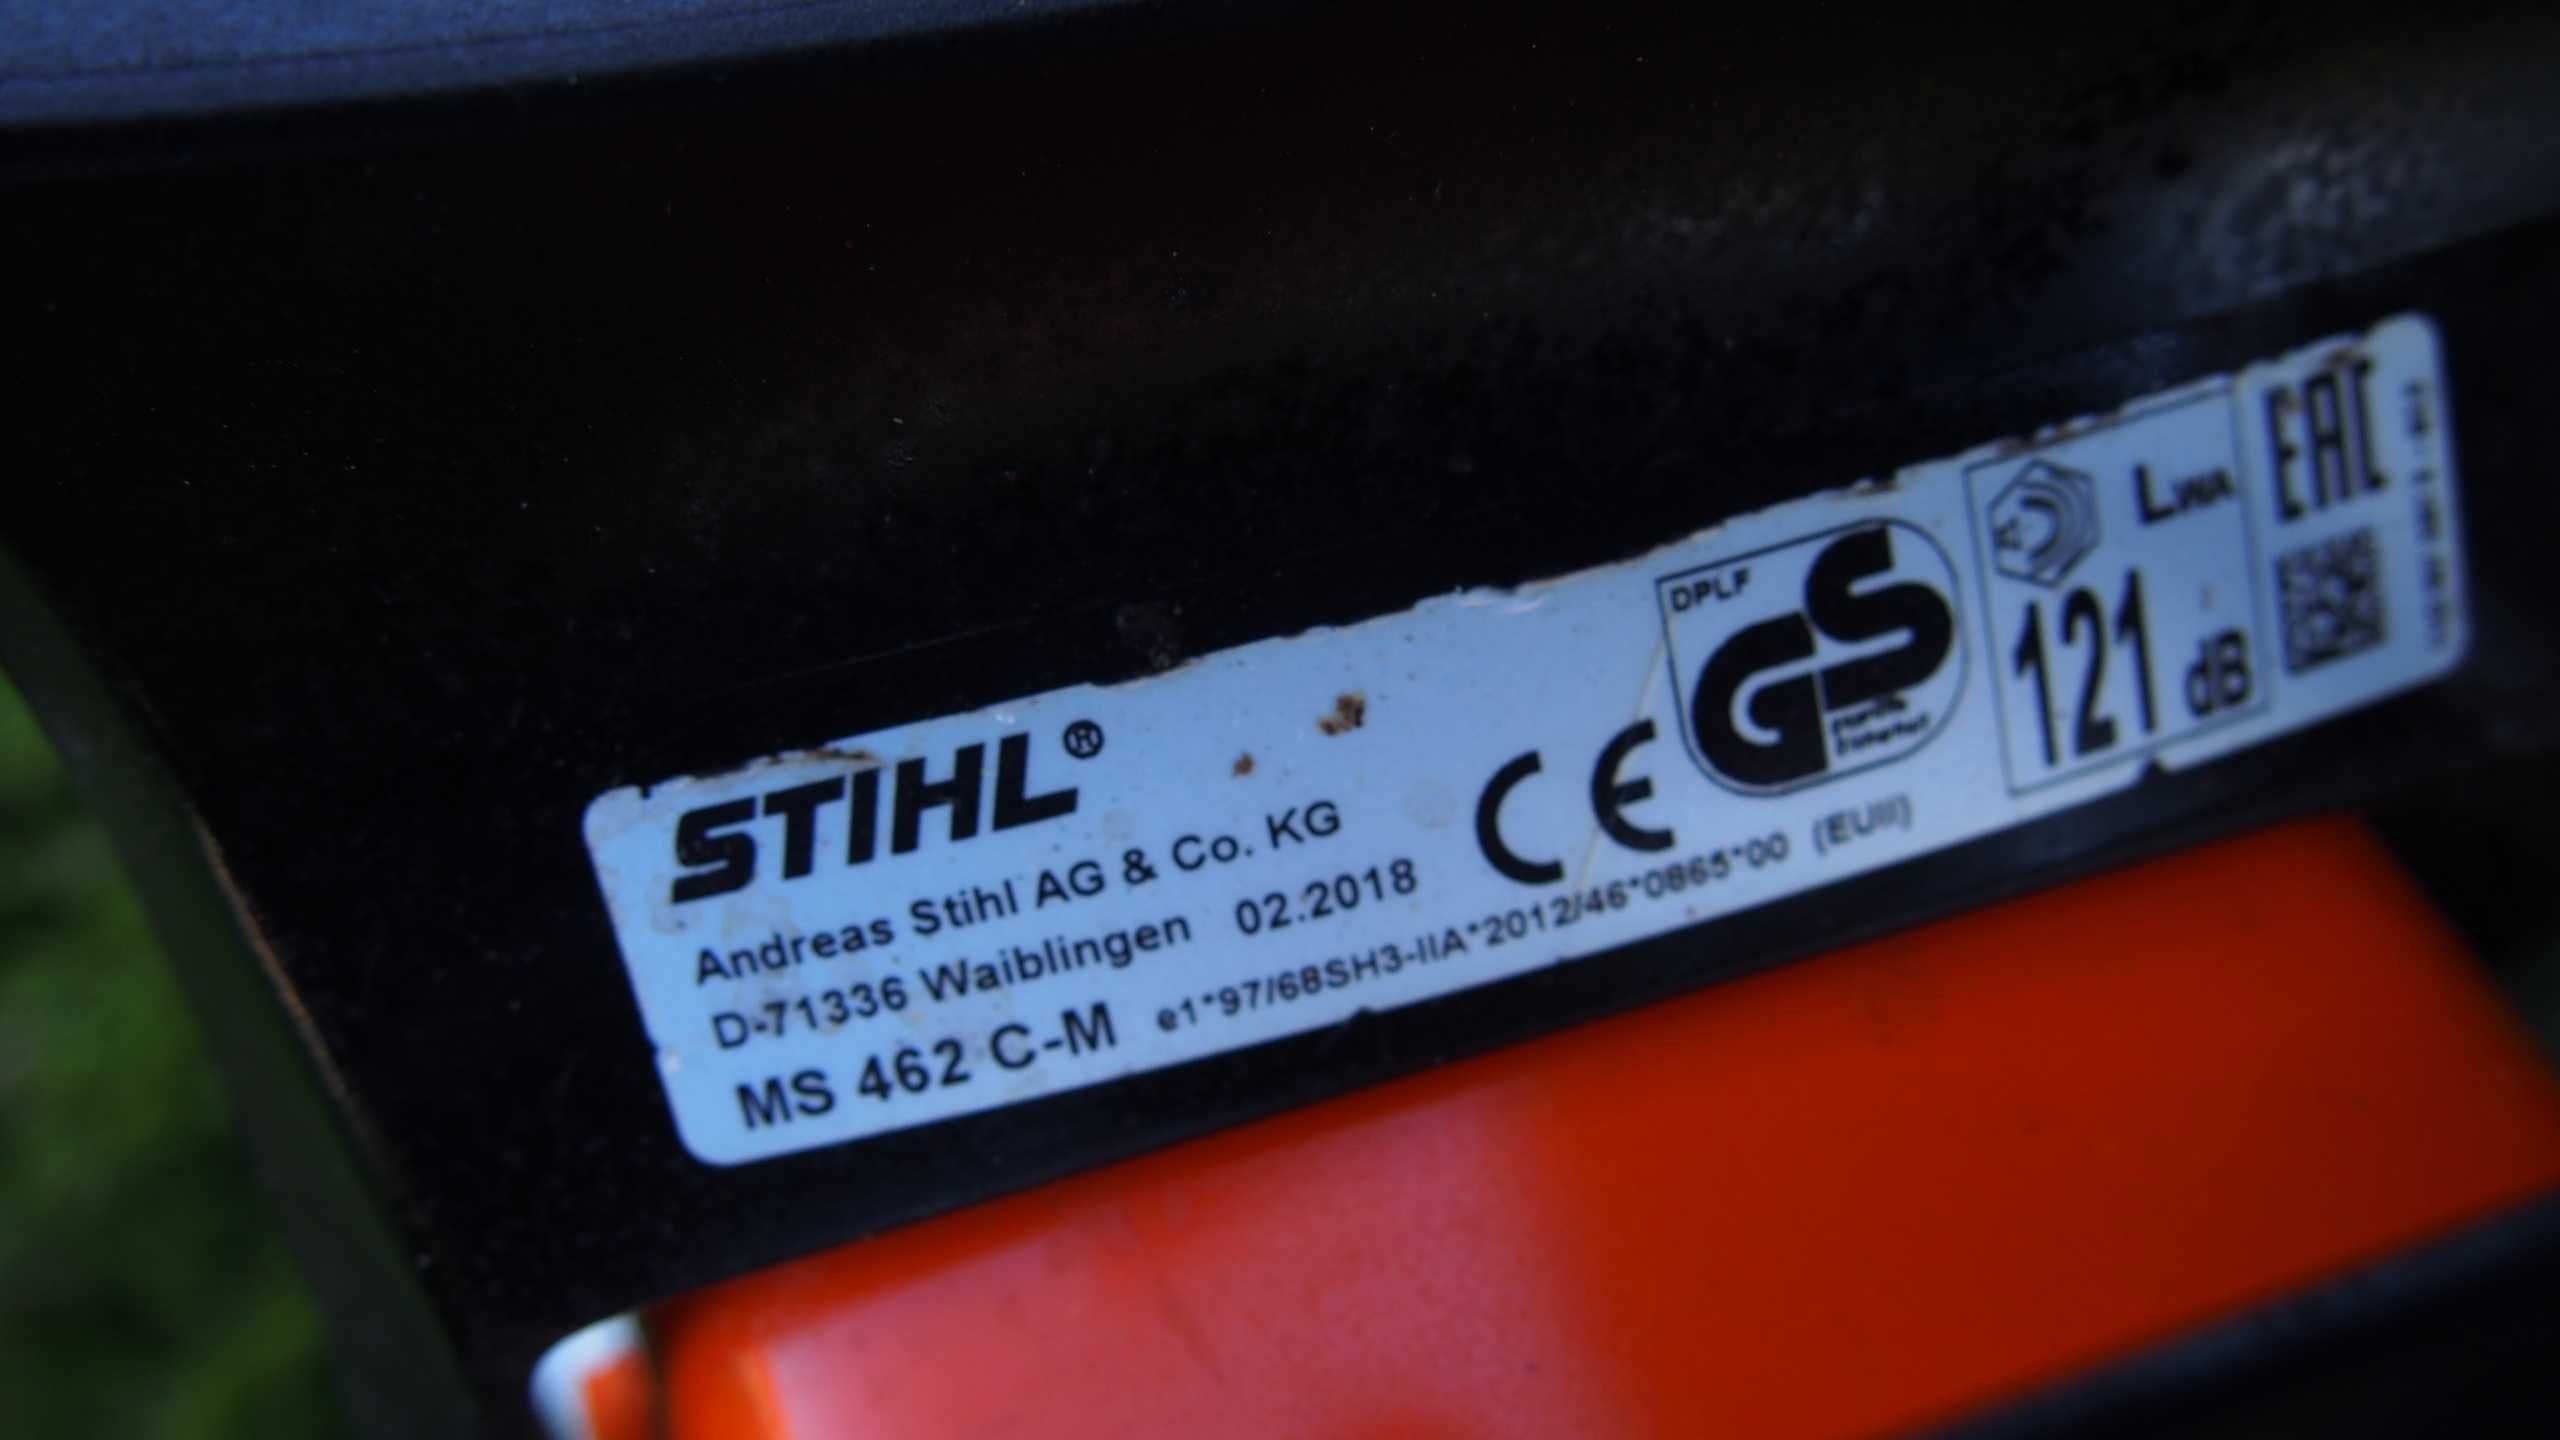 STIHL®
Andreas Stihl AG & Co. KG
D-71336 Waiblingen 02.2018
MS 462 C-M e1*97/68SH3-IIA*2012/46*0865*00 (EUIII)
CE
DPLF
GS
LWA
121 dB
EAC